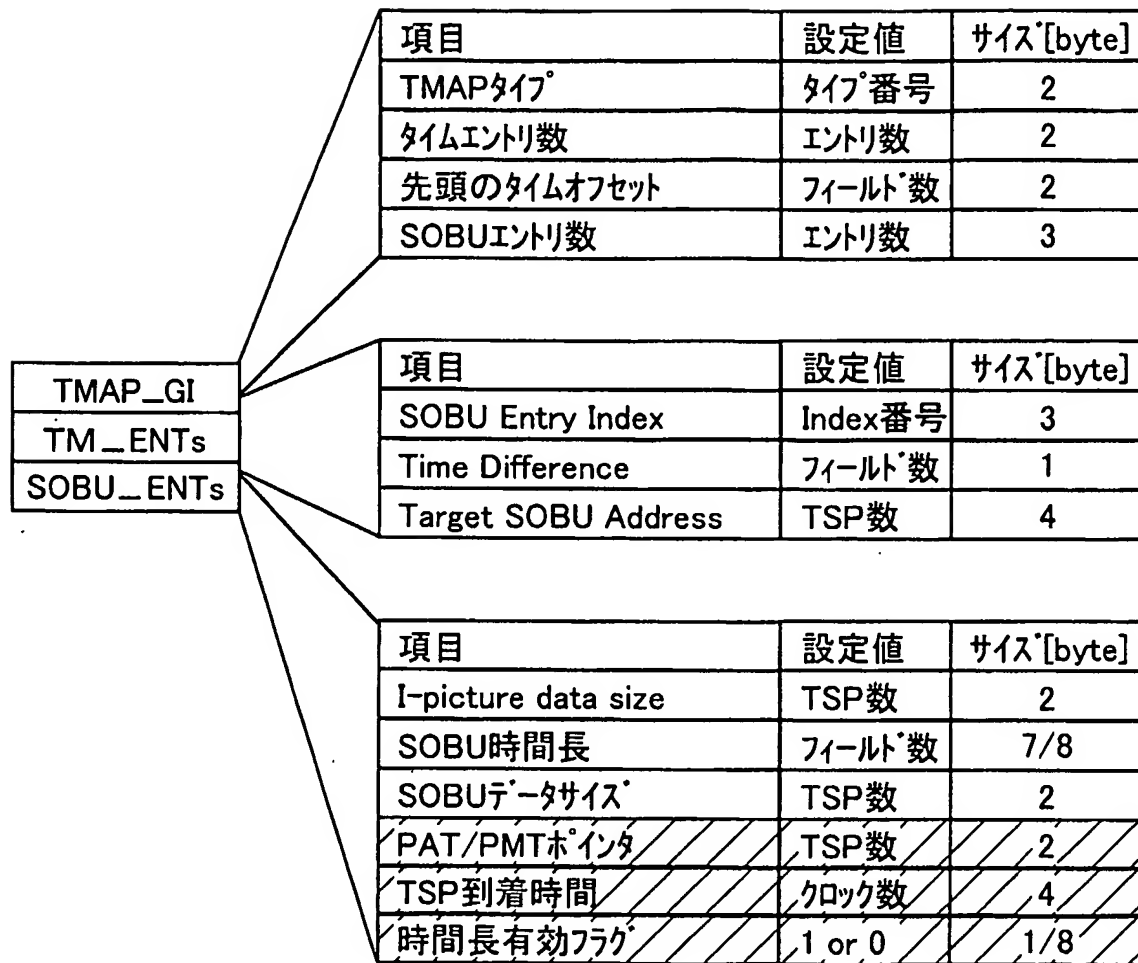 項目 設定値 サイズ[byte]
TMAPタイプ タイプ番号 2
タイムエントリ数 エントリ数 2
先頭のタイムオフセット フィールド数 2
SOBUエントリ数 エントリ数 3
TMAP_GI
TM_ENTs
SOBU_ENTs
項目 設定値 サイズ[byte]
SOBU Entry Index Index番号 3
Time Difference フィールド数 1
Target SOBU Address TSP数 4
項目 設定値 サイズ[byte]
I-picture data size TSP数 2
SOBU時間長 フィールド数 7/8
SOBUデータサイズ TSP数 2
PAT/PMTポインタ TSP数 2
TSP到着時間 クロック数 4
時間長有効フラグ 1 or 0 1/8